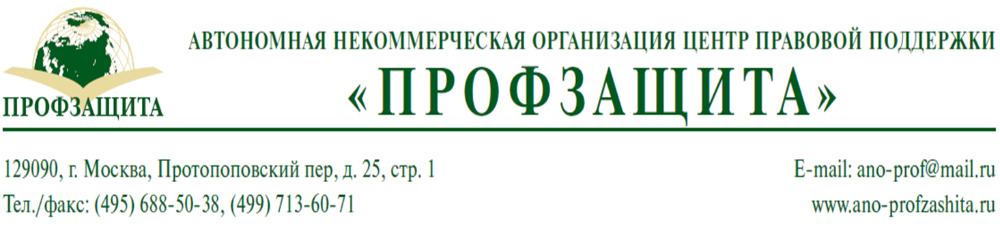 АВТОНОМНАЯ НЕКОММЕРЧЕСКАЯ ОРГАНИЗАЦИЯ ЦЕНТР ПРАВОВОЙ ПОДДЕРЖКИ
«ПРОФЗАЩИТА»
ПРОФЗАЩИТА
129090, г. Москва, Протопоповский пер, д. 25, стр. 1
E-mail: ano-prof@mail.ru
Тел./факс: (495) 688-50-38, (499) 713-60-71
www.ano-profzashita.ru